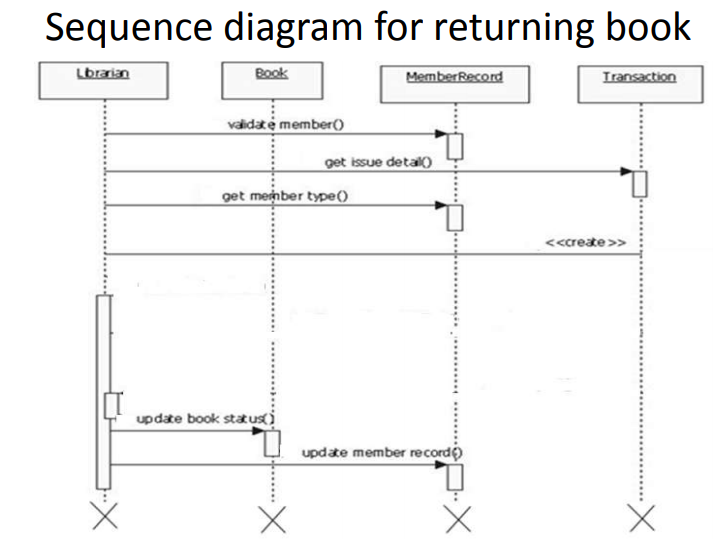 Sequence diagram for returning book
Librarian
Book
MemberRecord
Transaction
validate member()
get issue detail()
get member type()
<<create>>
update book status()
update member record()